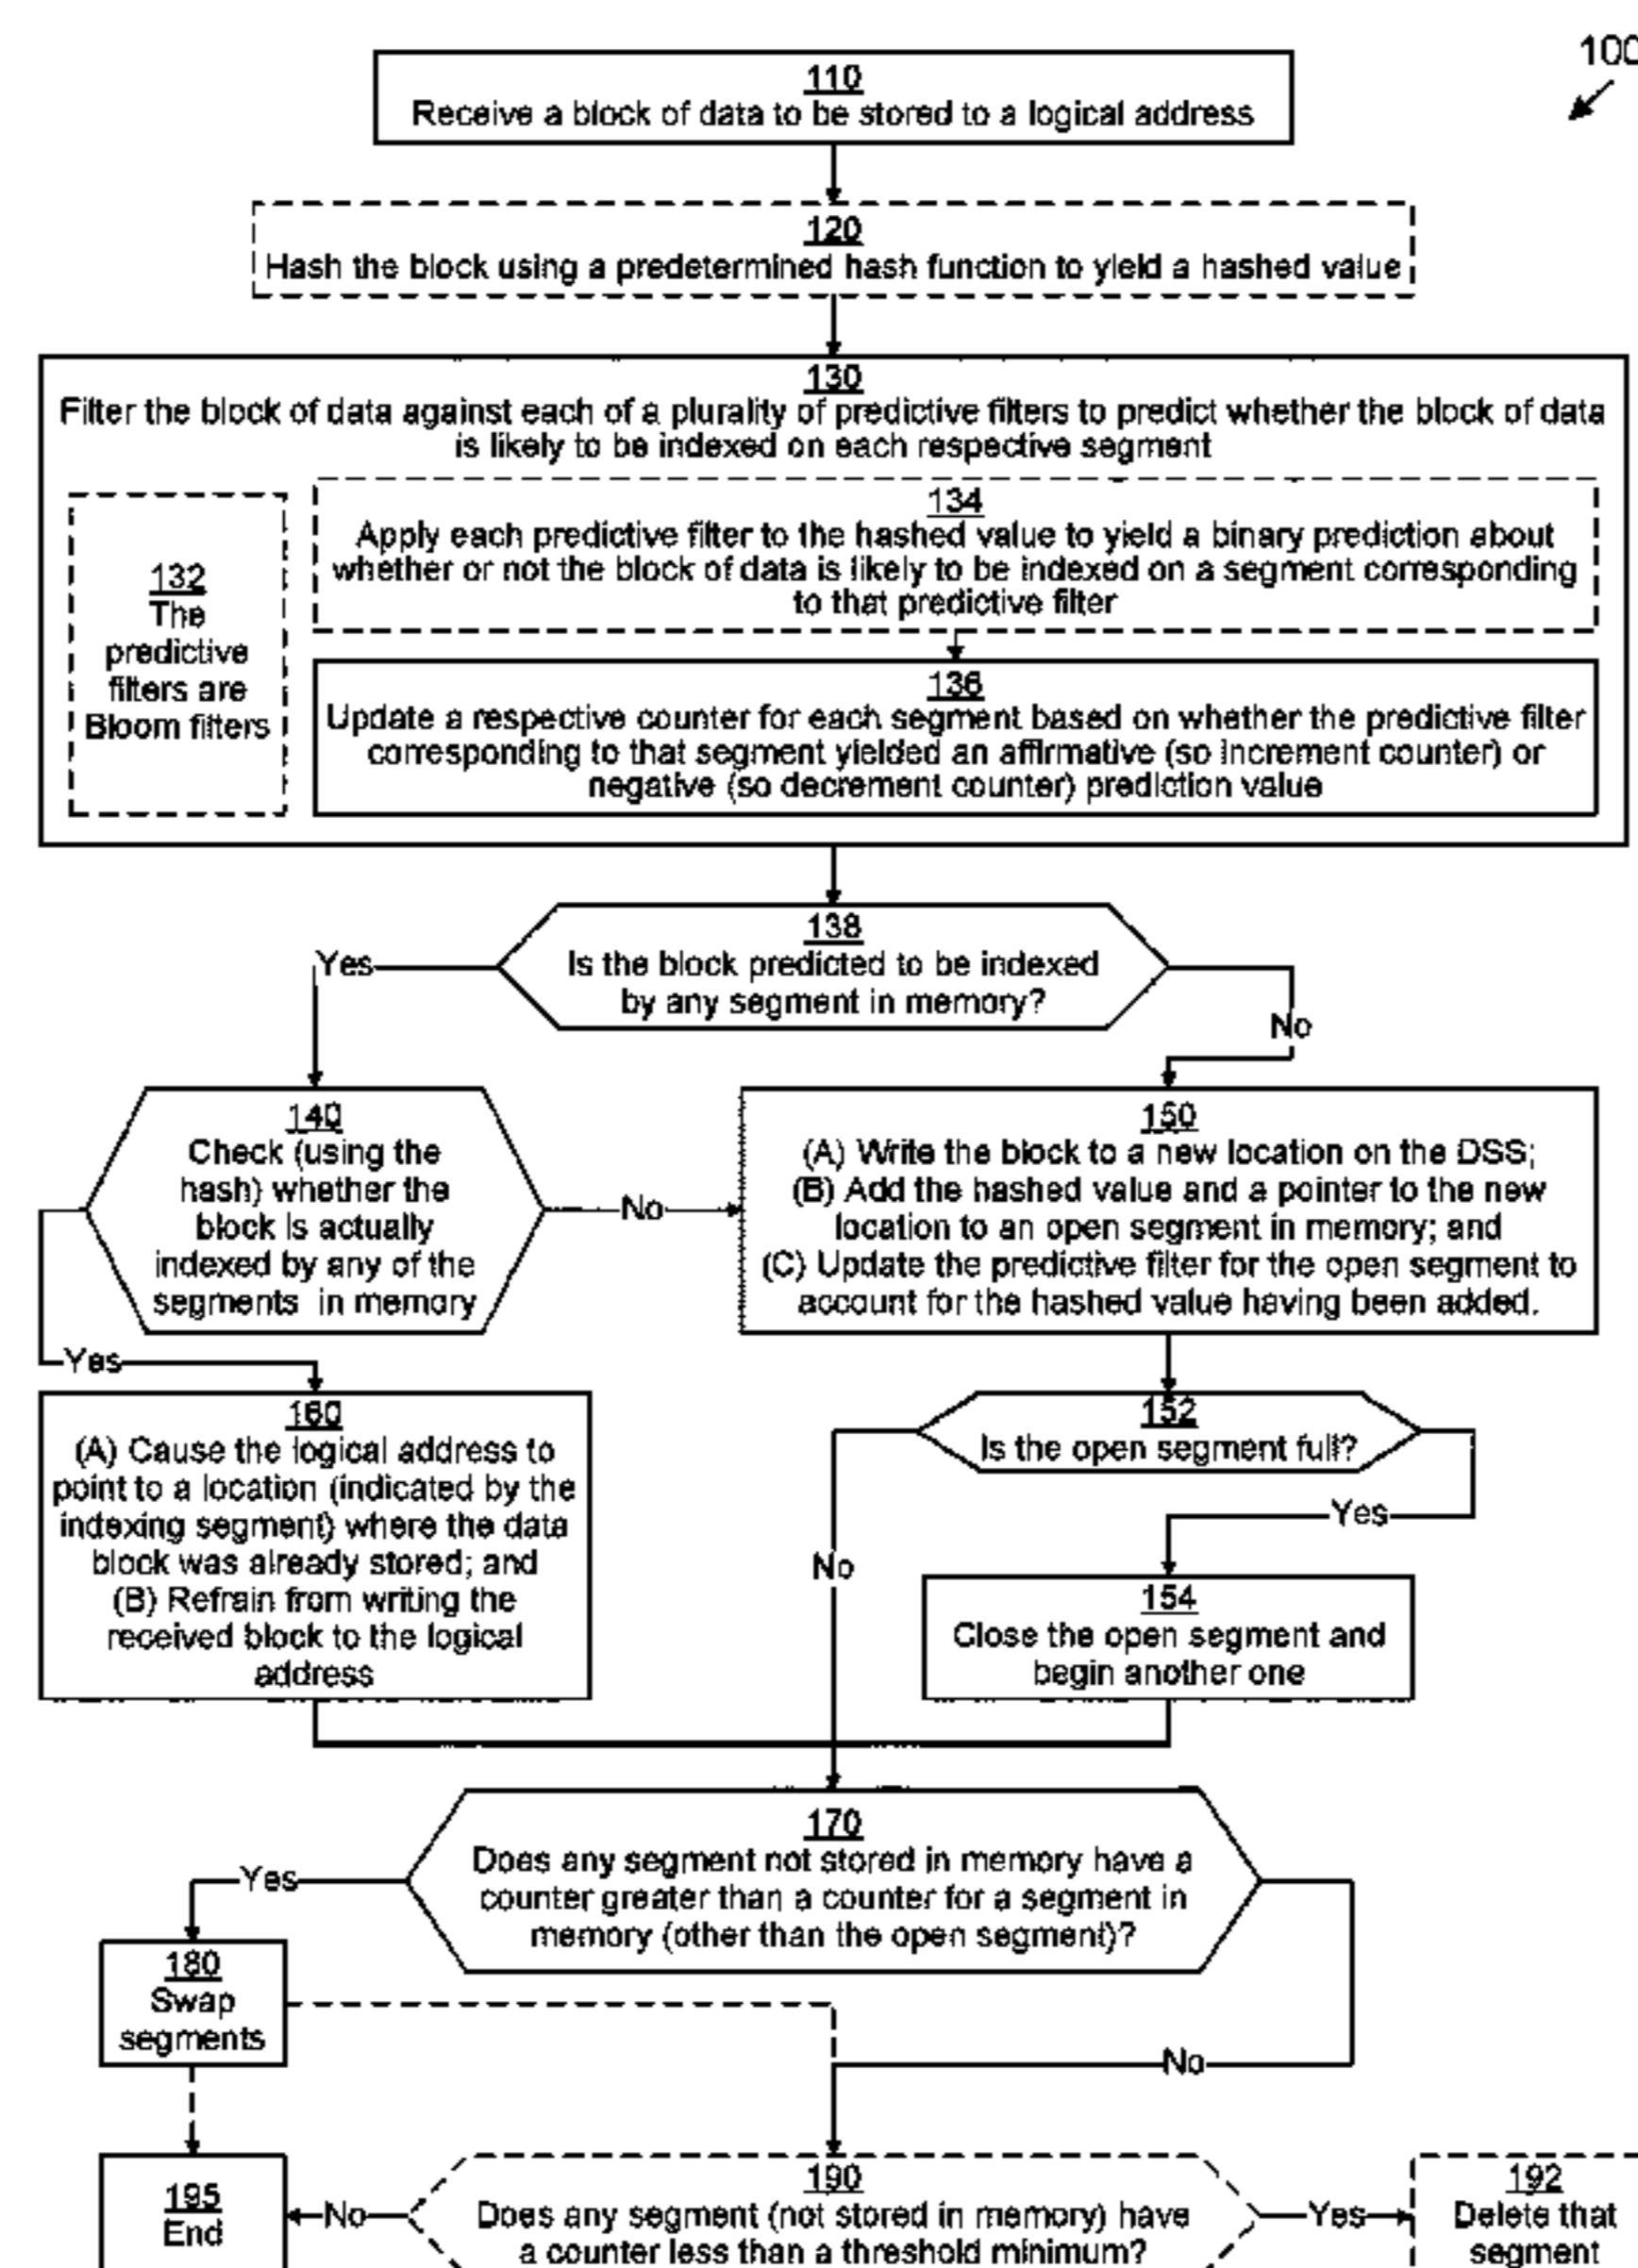 100
110
Receive a block of data to be stored to a logical address
120
Hash the block using a predetermined hash function to yield a hashed value
130
Filter the block of data against each of a plurality of predictive filters to predict whether the block of data
is likely to be indexed on each respective segment
132
The
predictive
filters are
Bloom filters
134
Apply each predictive filter to the hashed value to yield a binary prediction about
whether or not the block of data is likely to be indexed on a segment corresponding
to that predictive filter
136
Update a respective counter for each segment based on whether the predictive filter
corresponding to that segment yielded an affirmative (so increment counter) or
negative (so decrement counter) prediction value
138
Is the block predicted to be indexed
by any segment in memory?
Yes
No
140
Check (using the
hash) whether the
block is actually
indexed by any of the
segments in memory
No
Yes
150
(A) Write the block to a new location on the DSS;
(B) Add the hashed value and a pointer to the new
location to an open segment in memory; and
(C) Update the predictive filter for the open segment to
account for the hashed value having been added.
160
(A) Cause the logical address to
point to a location (indicated by the
indexing segment) where the data
block was already stored; and
(B) Refrain from writing the
received block to the logical
address
152
Is the open segment full?
Yes
No
154
Close the open segment and
begin another one
170
Does any segment not stored in memory have a
counter greater than a counter for a segment in
memory (other than the open segment)?
Yes
No
180
Swap
segments
190
Does any segment (not stored in memory) have
a counter less than a threshold minimum?
No
Yes
195
End
192
Delete that
segment